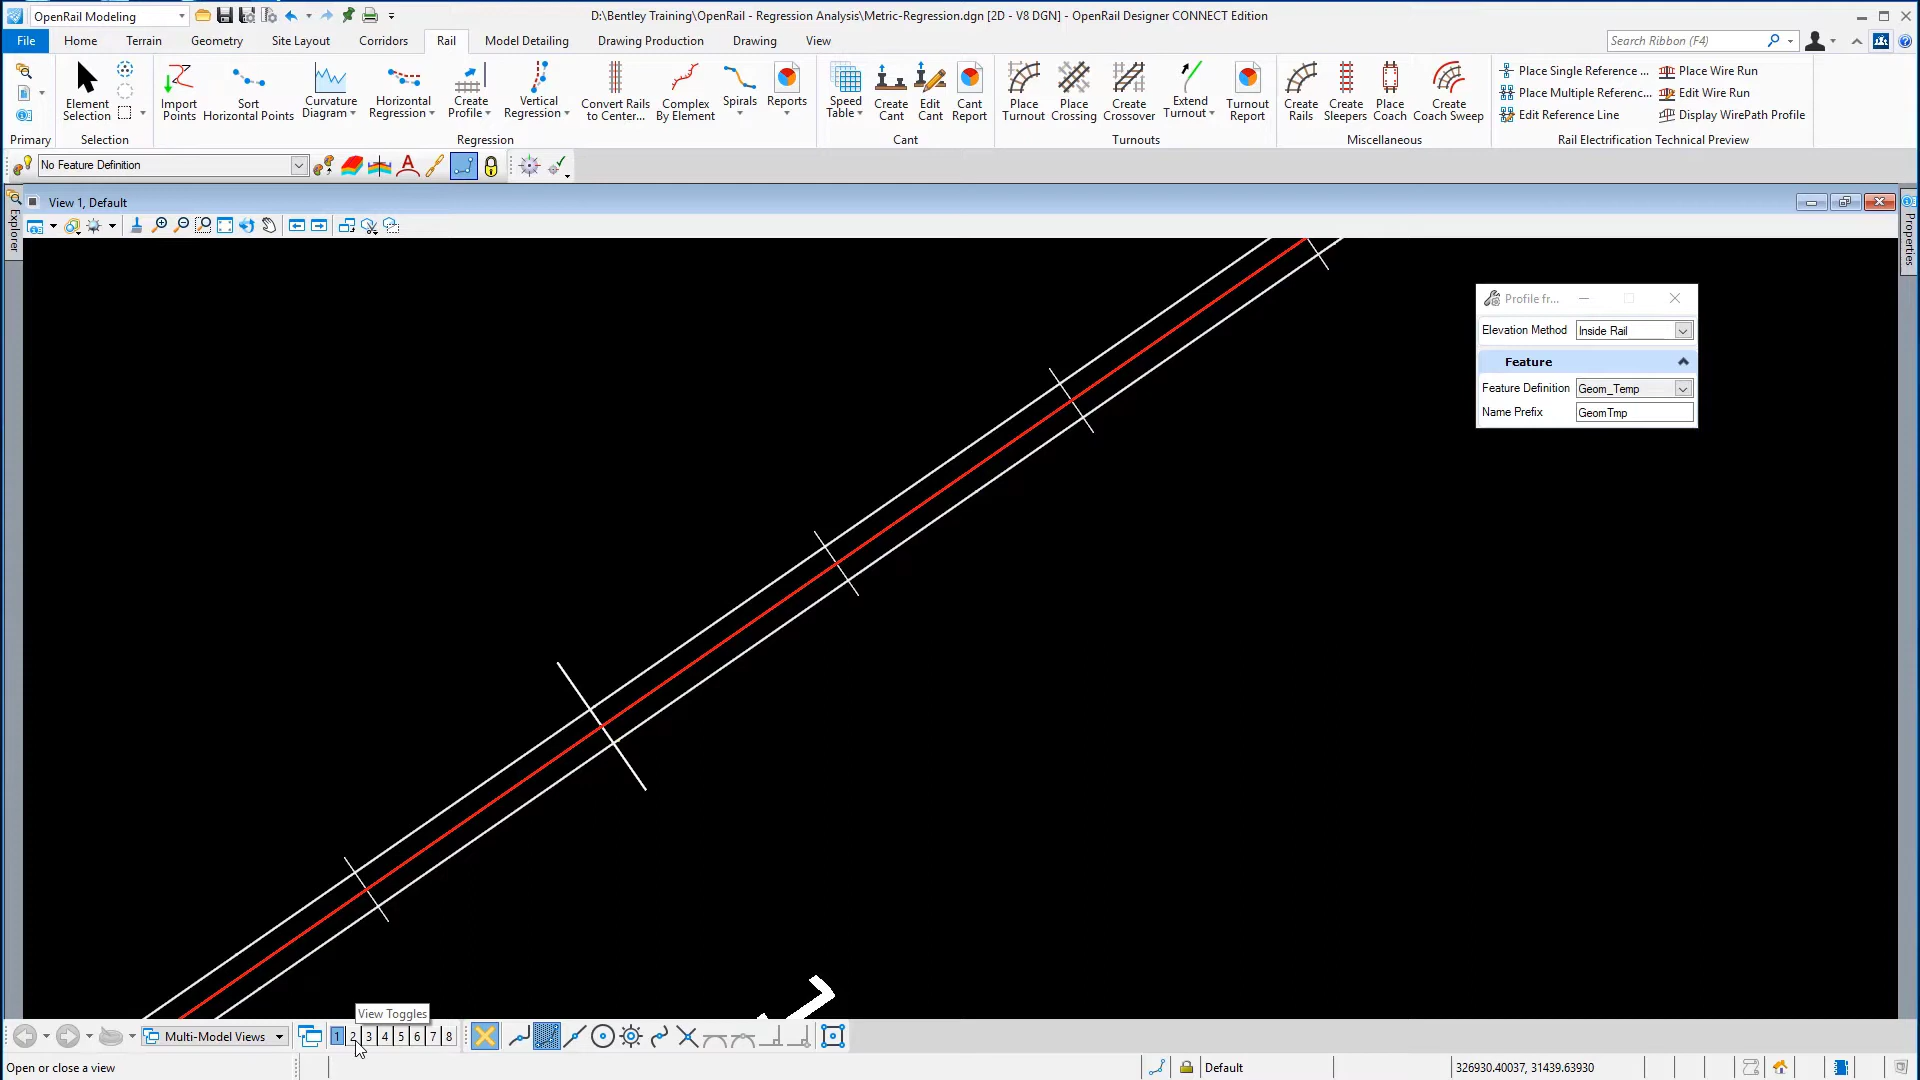 OpenRail Modeling
D:\Bentley Training\OpenRail - Regression Analysis\Metric-Regression.dgn [2D - V8 DGN] - OpenRail Designer CONNECT Edition
File Home Terrain Geometry Site Layout Corridors Rail Model Detailing Drawing Production Drawing View Search Ribbon (F4)
Element Selection
Import Points
Sort Horizontal Points
Curvature Diagram
Horizontal Regression
Create Profile
Vertical Regression
Convert Rails to Center...
Complex By Element
Spirals
Reports
Speed Table
Create Cant
Edit Cant
Cant Report
Place Turnout
Place Crossing
Create Crossover
Extend Turnout
Turnout Report
Create Rails
Create Sleepers
Place Coach
Create Coach Sweep
Place Single Reference ... Place Wire Run
Place Multiple Referenc... Edit Wire Run
Edit Reference Line Display WirePath Profile
Primary Selection Regression Cant Turnouts Miscellaneous Rail Electrification Technical Preview
No Feature Definition
Explorer
View 1, Default
Properties
Profile fr...
Elevation Method Inside Rail
Feature
Feature Definition Geom_Temp
Name Prefix GeomTmp
View Toggles
Multi-Model Views 1 2 3 4 5 6 7 8
Open or close a view Default 326930.40037, 31439.63930